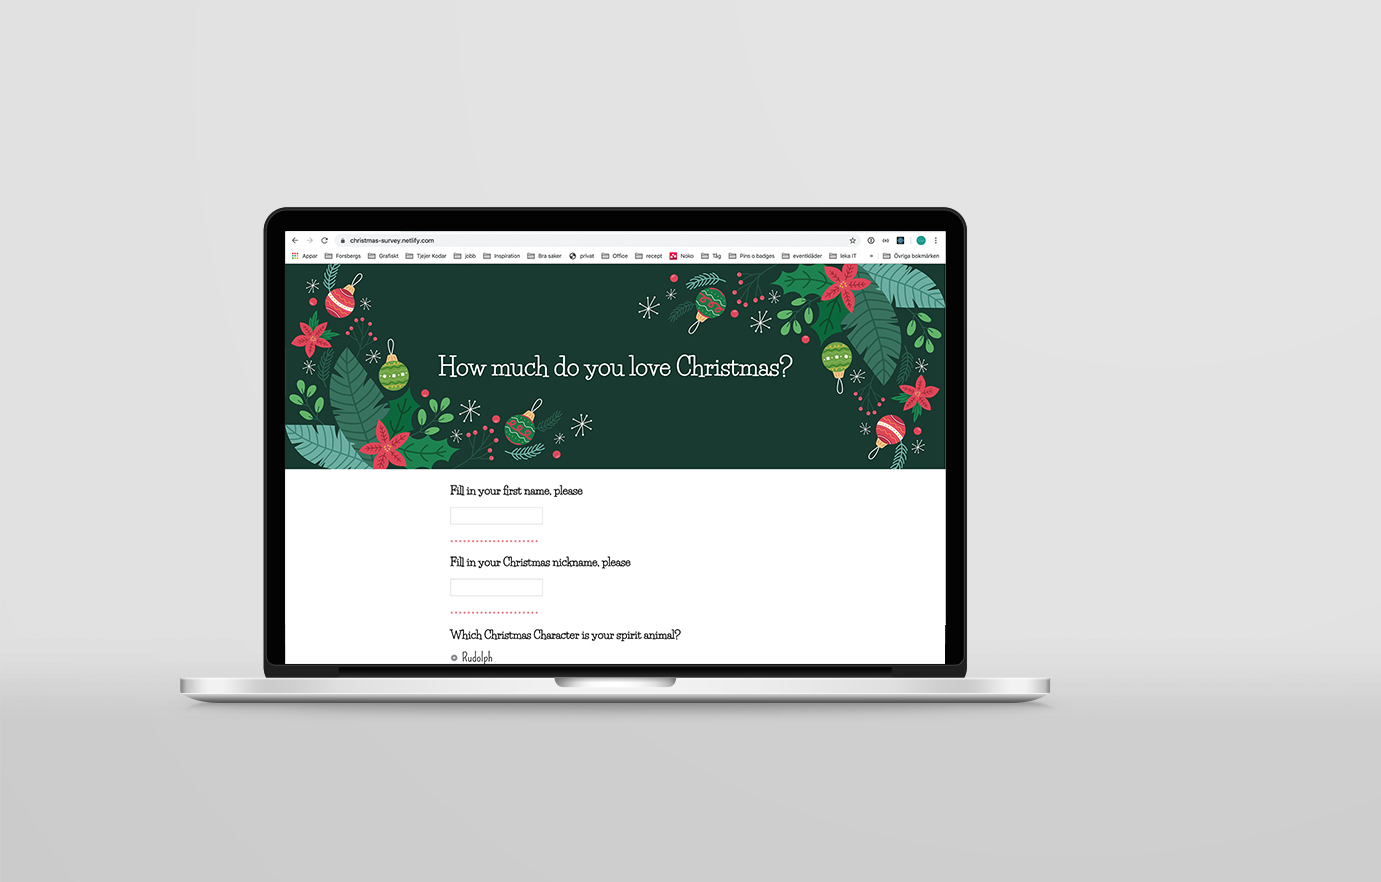 christmas-survey.netlify.com
Appar Forsbergs Grafiskt Tjejer Kodar jobb Inspiration Bra saker privat Office recept Noko Tåg Pins o badges eventkläder leka IT » Övriga bokmärken
How much do you love Christmas?
Fill in your first name, please
Fill in your Christmas nickname, please
Which Christmas Character is your spirit animal?
Rudolph